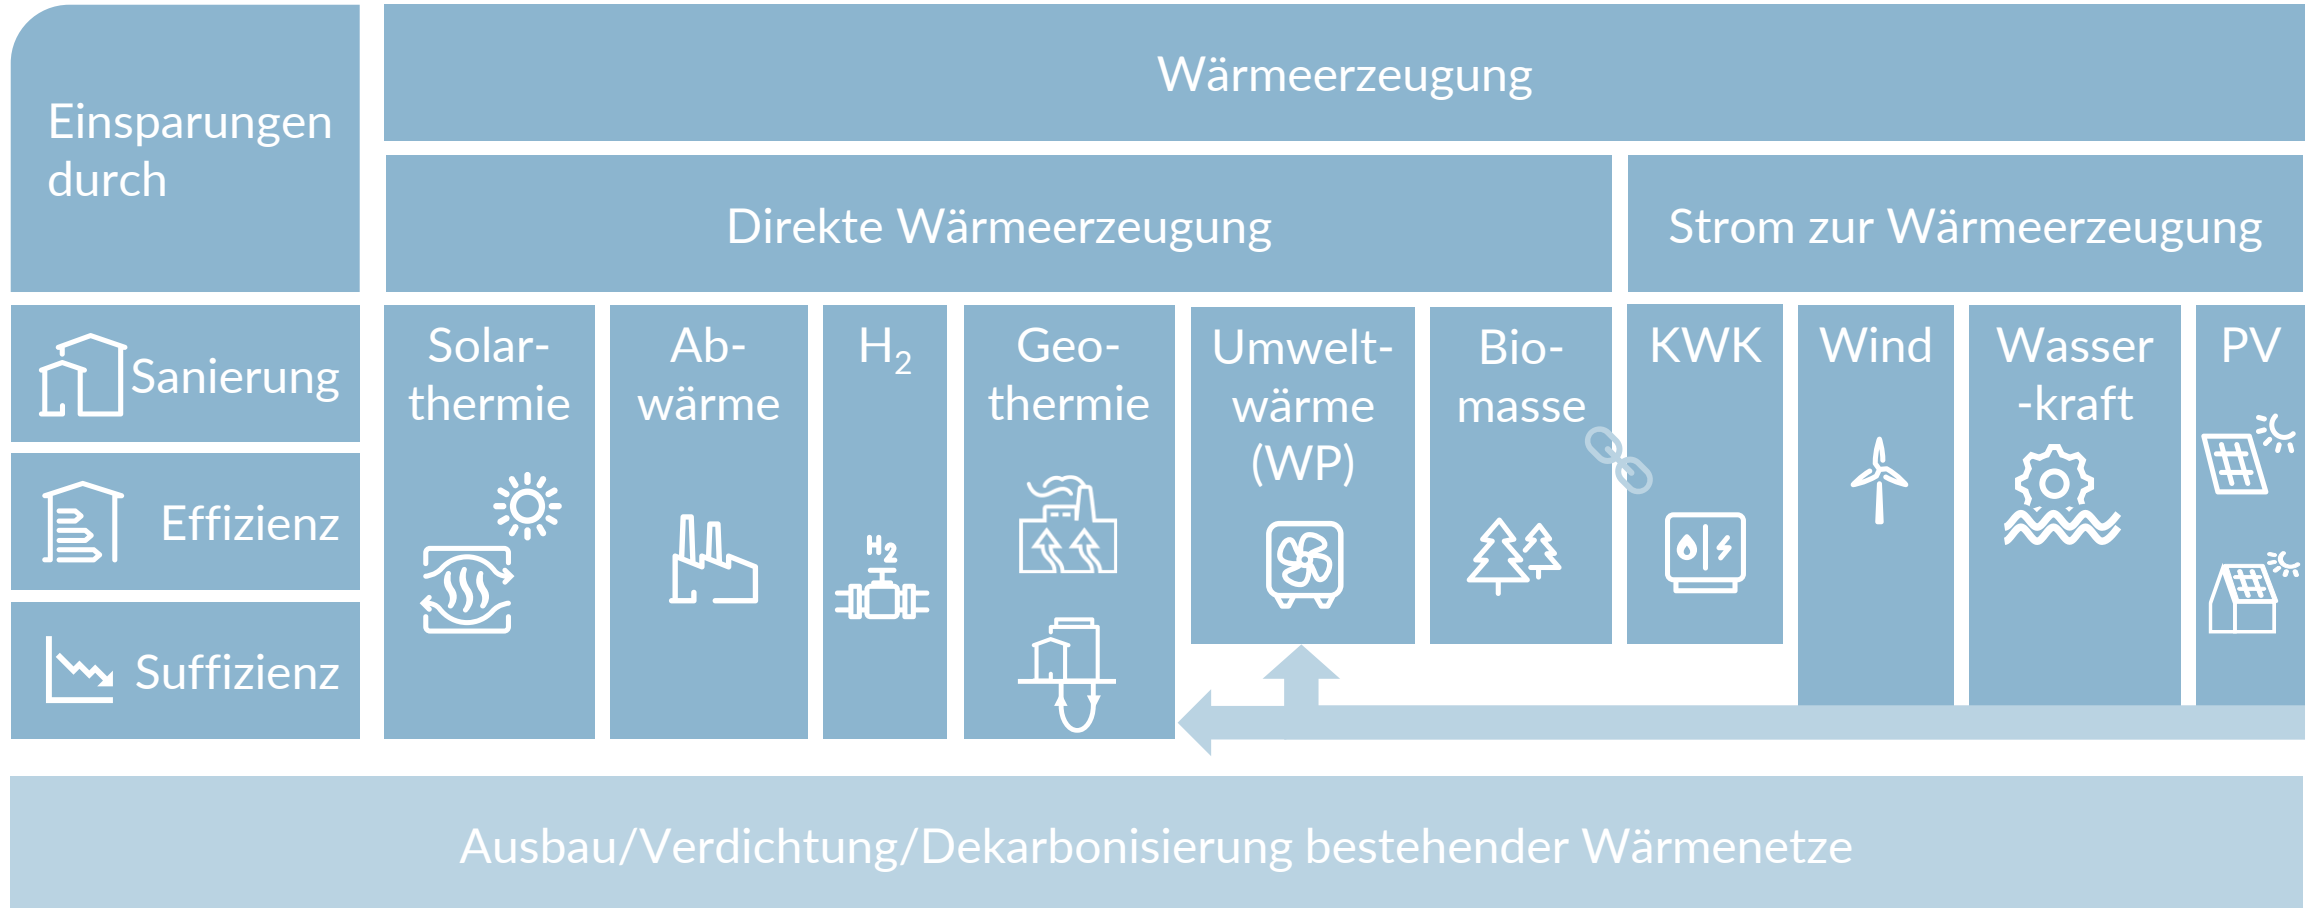 Einsparungen
durch
Wärmeerzeugung
Direkte Wärmeerzeugung
Strom zur Wärmeerzeugung
Sanierung
Effizienz
Suffizienz
Solar-
thermie
Ab-
wärme
H₂
H2
Geo-
thermie
Umwelt-
wärme
(WP)
Bio-
masse
KWK
Wind
Wasser
-kraft
PV
Ausbau/Verdichtung/Dekarbonisierung bestehender Wärmenetze